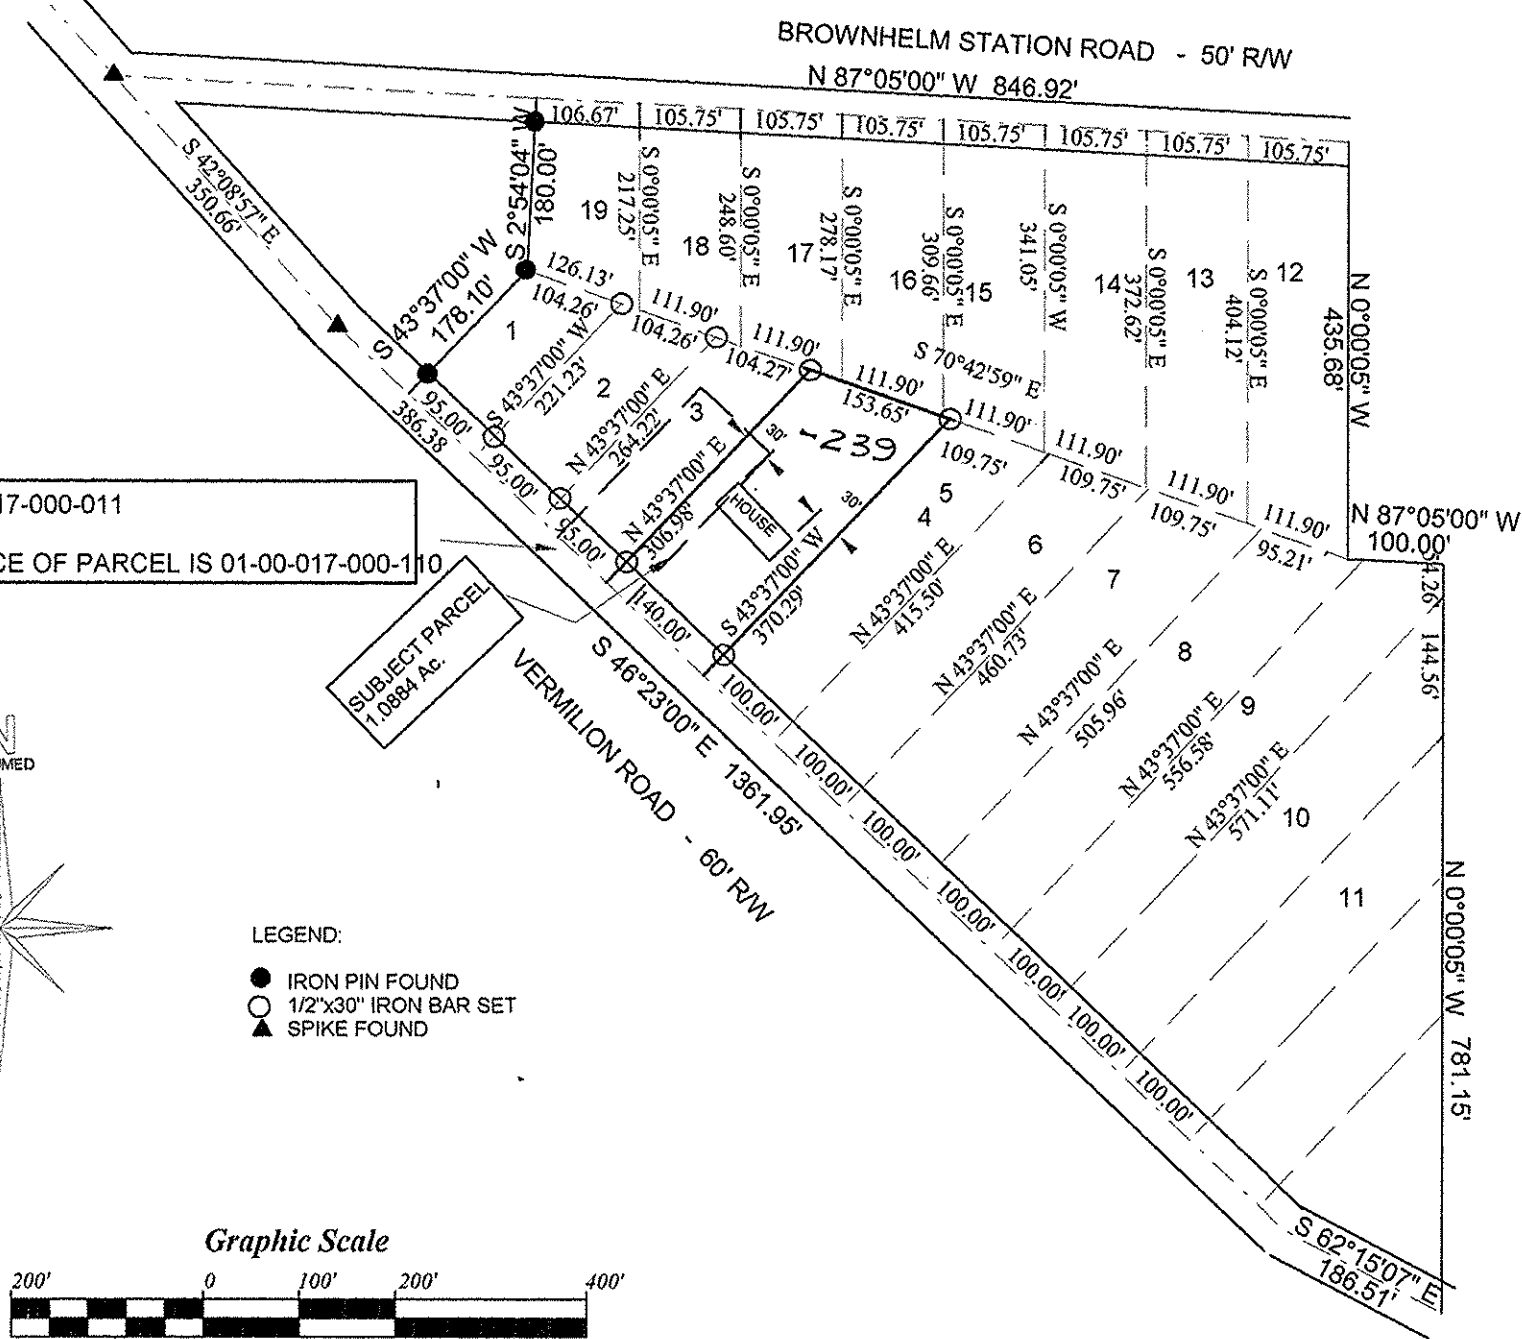 BROWNHELM STATION ROAD - 50' R/W
N 87°05'00" W 846.92'
106.67'
105.75'
105.75'
105.75'
105.75'
105.75'
105.75'
105.75'
S 42°08'57" E
350.66'
S 2°54'04" W
180.00'
19
S 0°00'05" E
217.25'
18
S 0°00'05" E
248.60'
17
S 0°00'05" E
278.17'
16
S 0°00'05" E
309.66'
15
S 0°00'05" W
341.05'
14
S 0°00'05" E
372.62'
13
S 0°00'05" E
404.12'
12
N 0°00'05" W
435.68'
S 43°37'00" W
178.10'
126.13'
104.26'
111.90'
104.26'
111.90'
104.27'
111.90'
153.65'
S 70°42'59" E
111.90'
109.75'
111.90'
109.75'
111.90'
109.75'
111.90'
95.21'
N 87°05'00" W
100.00'
54.26'
144.56'
1
S 43°37'00" W
221.23'
2
N 43°37'00" E
264.22'
3
N 43°37'00" E
306.98'
30'
-239
HOUSE
30'
S 43°37'00" W
370.29'
5
4
N 43°37'00" E
415.50'
6
N 43°37'00" E
460.73'
7
N 43°37'00" E
505.96'
8
N 43°37'00" E
556.58'
9
N 43°37'00" E
571.11'
10
11
95.00'
386.38
95.00'
95.00'
140.00'
100.00'
100.00'
100.00'
100.00'
100.00'
100.00'
100.00'
17-000-011
CE OF PARCEL IS 01-00-017-000-110
SUBJECT PARCEL
1.0884 Ac.
S 46°23'00" E 1361.95'
VERMILION ROAD - 60' R/W
N 0°00'05" W 781.15'
S 62°15'07" E
186.51'
N
UMED
LEGEND:
IRON PIN FOUND
1/2"x30" IRON BAR SET
SPIKE FOUND
Graphic Scale
200' 0 100' 200' 400'